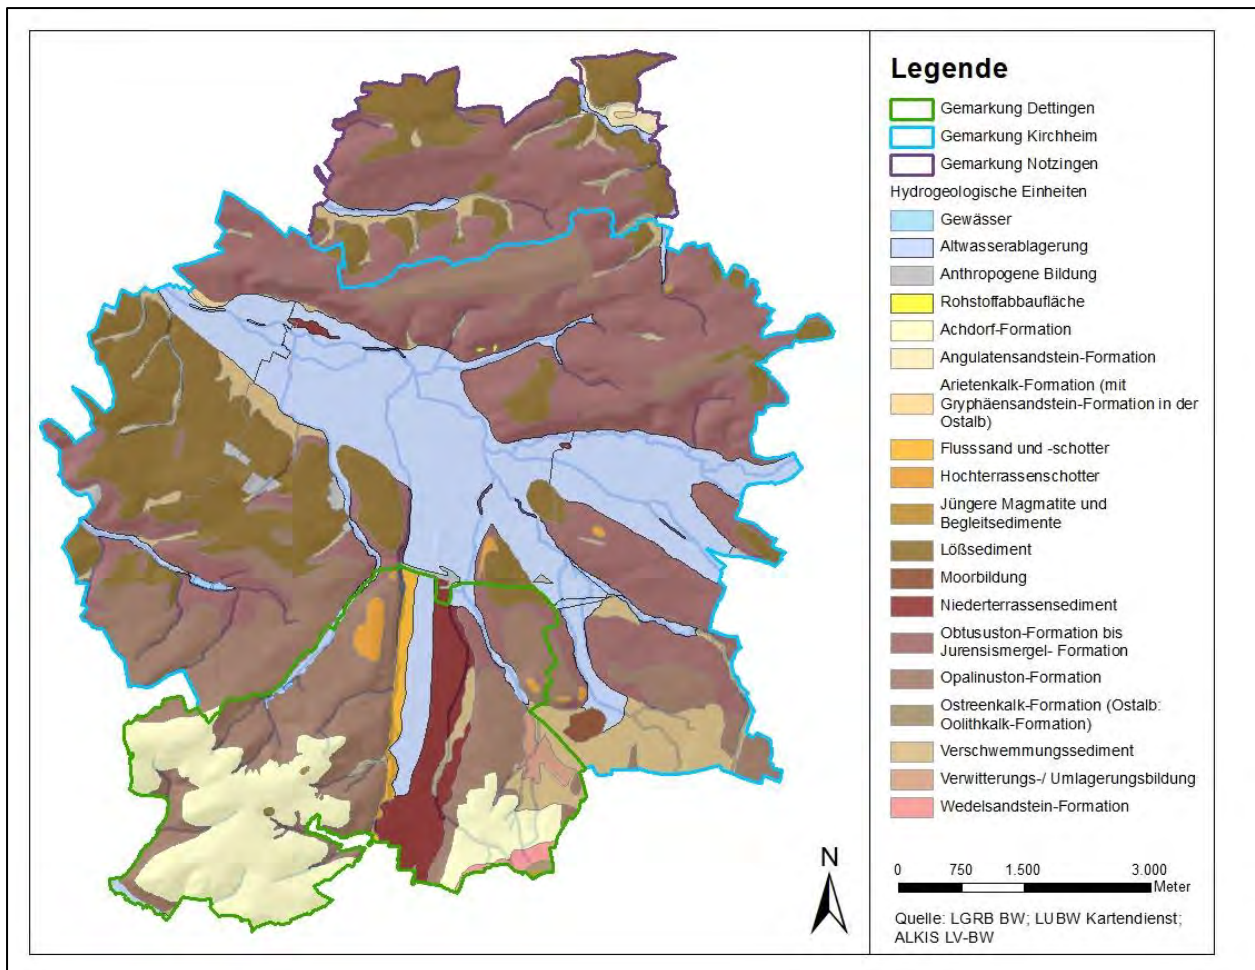 Legende
Gemarkung Dettingen
Gemarkung Kirchheim
Gemarkung Notzingen
Hydrogeologische Einheiten
Gewässer
Altwasserablagerung
Anthropogene Bildung
Rohstoffabbaufläche
Achdorf-Formation
Angulatensandstein-Formation
Arietenkalk-Formation (mit
Gryphäensandstein-Formation in der
Ostalb)
Flusssand und -schotter
Hochterrassenschotter
Jüngere Magmatite und
Begleitsedimente
Lößsediment
Moorbildung
Niederterrassensediment
Obtususton-Formation bis
Jurensismergel- Formation
Opalinuston-Formation
Ostreenkalk-Formation (Ostalb:
Oolithkalk-Formation)
Verschwemmungssediment
Verwitterungs-/ Umlagerungsbildung
Wedelsandstein-Formation
N
0 750 1.500 3.000
Meter
Quelle: LGRB BW; LUBW Kartendienst;
ALKIS LV-BW